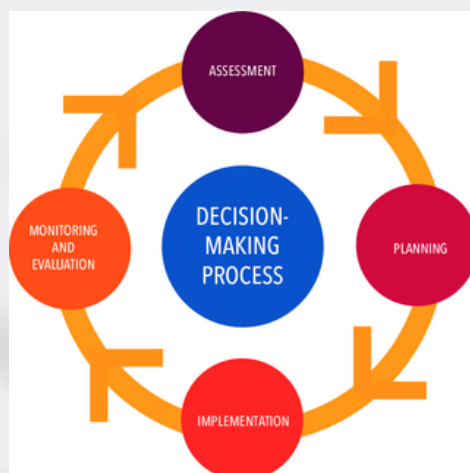 ASSESSMENT
DECISION-
MAKING
PROCESS
MONITORING
AND
EVALUATION
PLANNING
IMPLEMENTATION